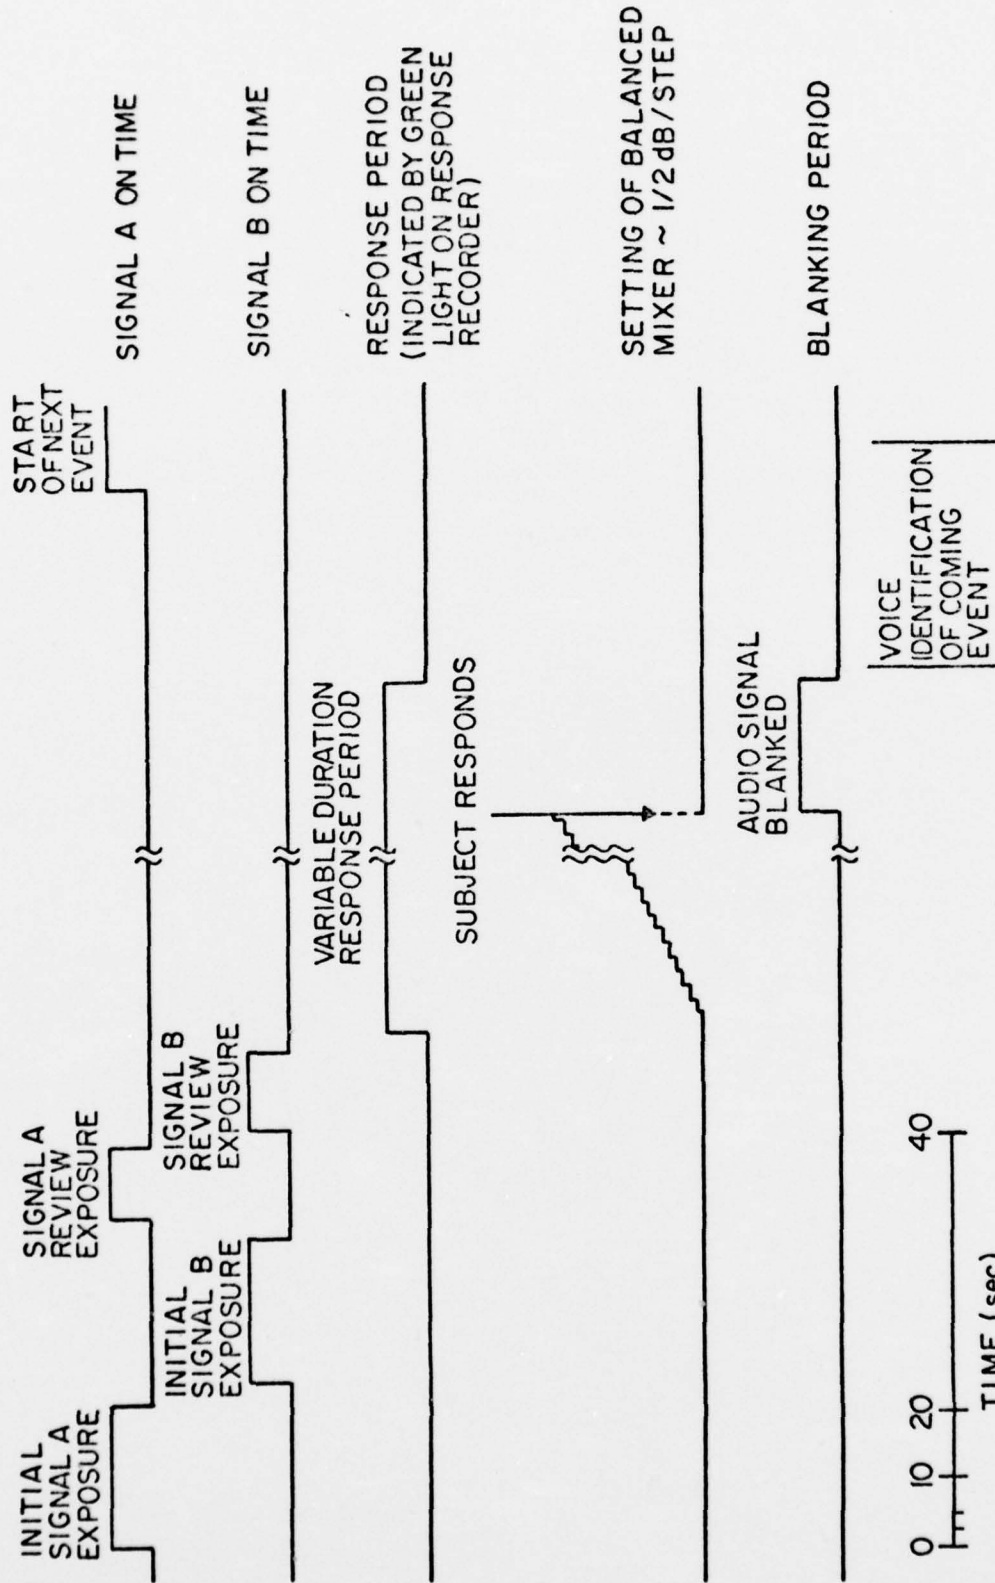 START
OF NEXT
EVENT
INITIAL
SIGNAL A
EXPOSURE
SIGNAL A
REVIEW
EXPOSURE
SIGNAL A ON TIME
INITIAL
SIGNAL B
EXPOSURE
SIGNAL B
REVIEW
EXPOSURE
SIGNAL B ON TIME
VARIABLE DURATION
RESPONSE PERIOD
RESPONSE PERIOD
(INDICATED BY GREEN
LIGHT ON RESPONSE
RECORDER)
SUBJECT RESPONDS
SETTING OF BALANCED
MIXER ~ 1/2 dB/STEP
AUDIO SIGNAL
BLANKED
BLANKING PERIOD
VOICE
IDENTIFICATION
OF COMING
EVENT
0 10 20 40
TIME (sec)